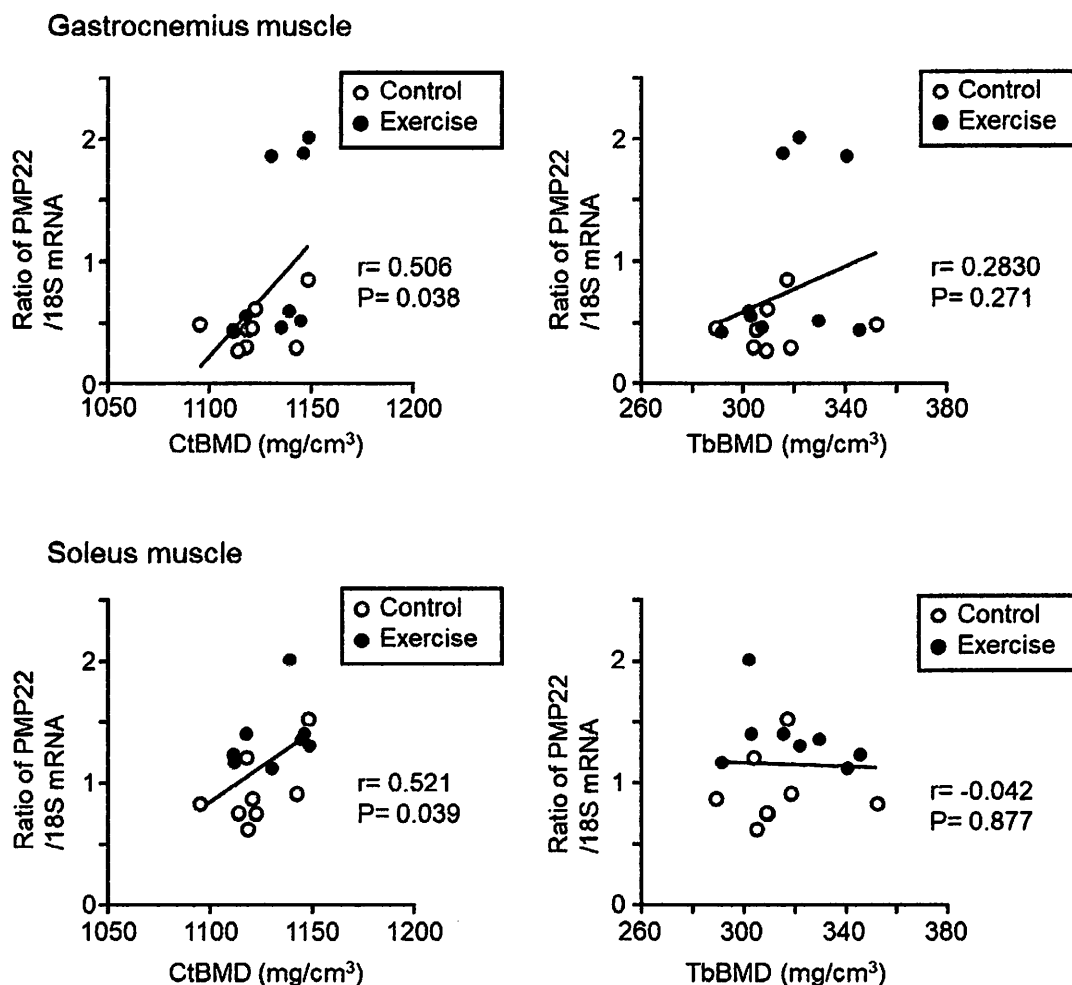 Gastrocnemius muscle
Control
Exercise
Ratio of PMP22
/18S mRNA
2
1
0
r= 0.506
P= 0.038
1050 1100 1150 1200
CtBMD (mg/cm³)
Control
Exercise
Ratio of PMP22
/18S mRNA
2
1
0
r= 0.2830
P= 0.271
260 300 340 380
TbBMD (mg/cm³)
Soleus muscle
Control
Exercise
Ratio of PMP22
/18S mRNA
2
1
0
r= 0.521
P= 0.039
1050 1100 1150 1200
CtBMD (mg/cm³)
Control
Exercise
Ratio of PMP22
/18S mRNA
2
1
0
r= -0.042
P= 0.877
260 300 340 380
TbBMD (mg/cm³)